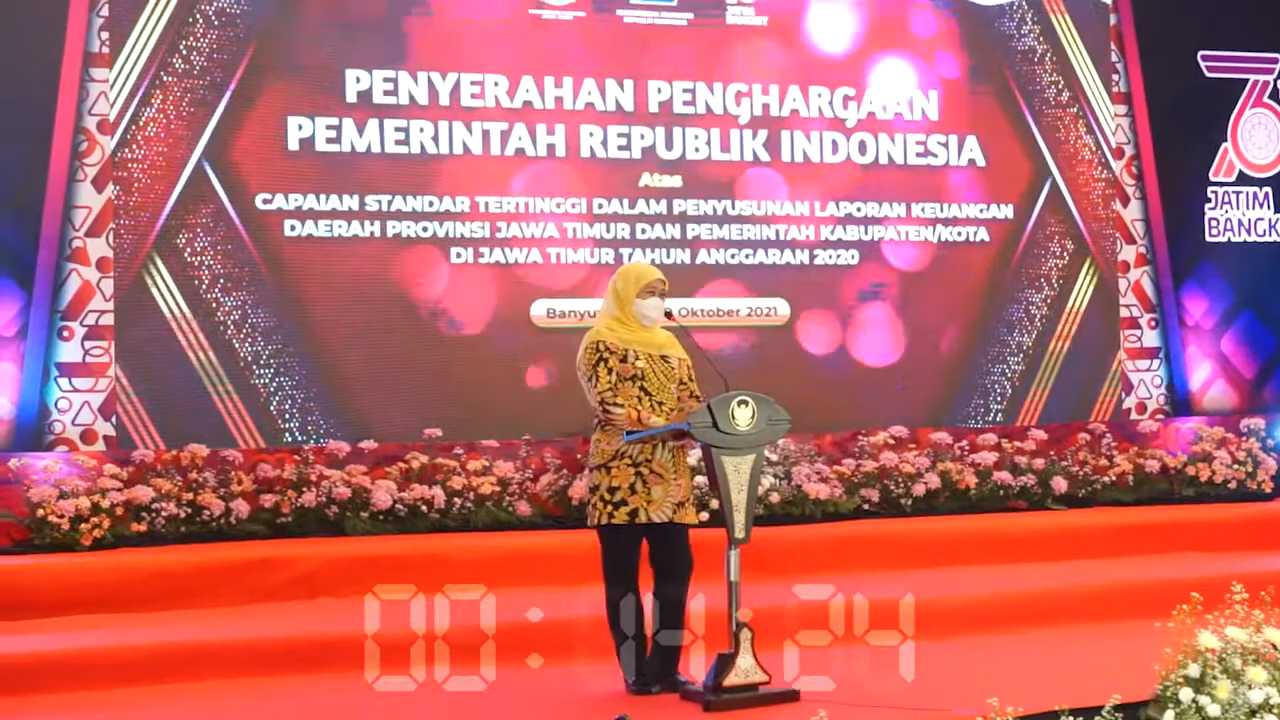 PENYERAHAN PENGHARGAAN
PEMERINTAH REPUBLIK INDONESIA
Atas
CAPAIAN STANDAR TERTINGGI DALAM PENYUSUNAN LAPORAN KEUANGAN
DAERAH PROVINSI JAWA TIMUR DAN PEMERINTAH KABUPATEN/KOTA
DI JAWA TIMUR TAHUN ANGGARAN 2020
Oktober 2021
76
JATIM
00:14:24